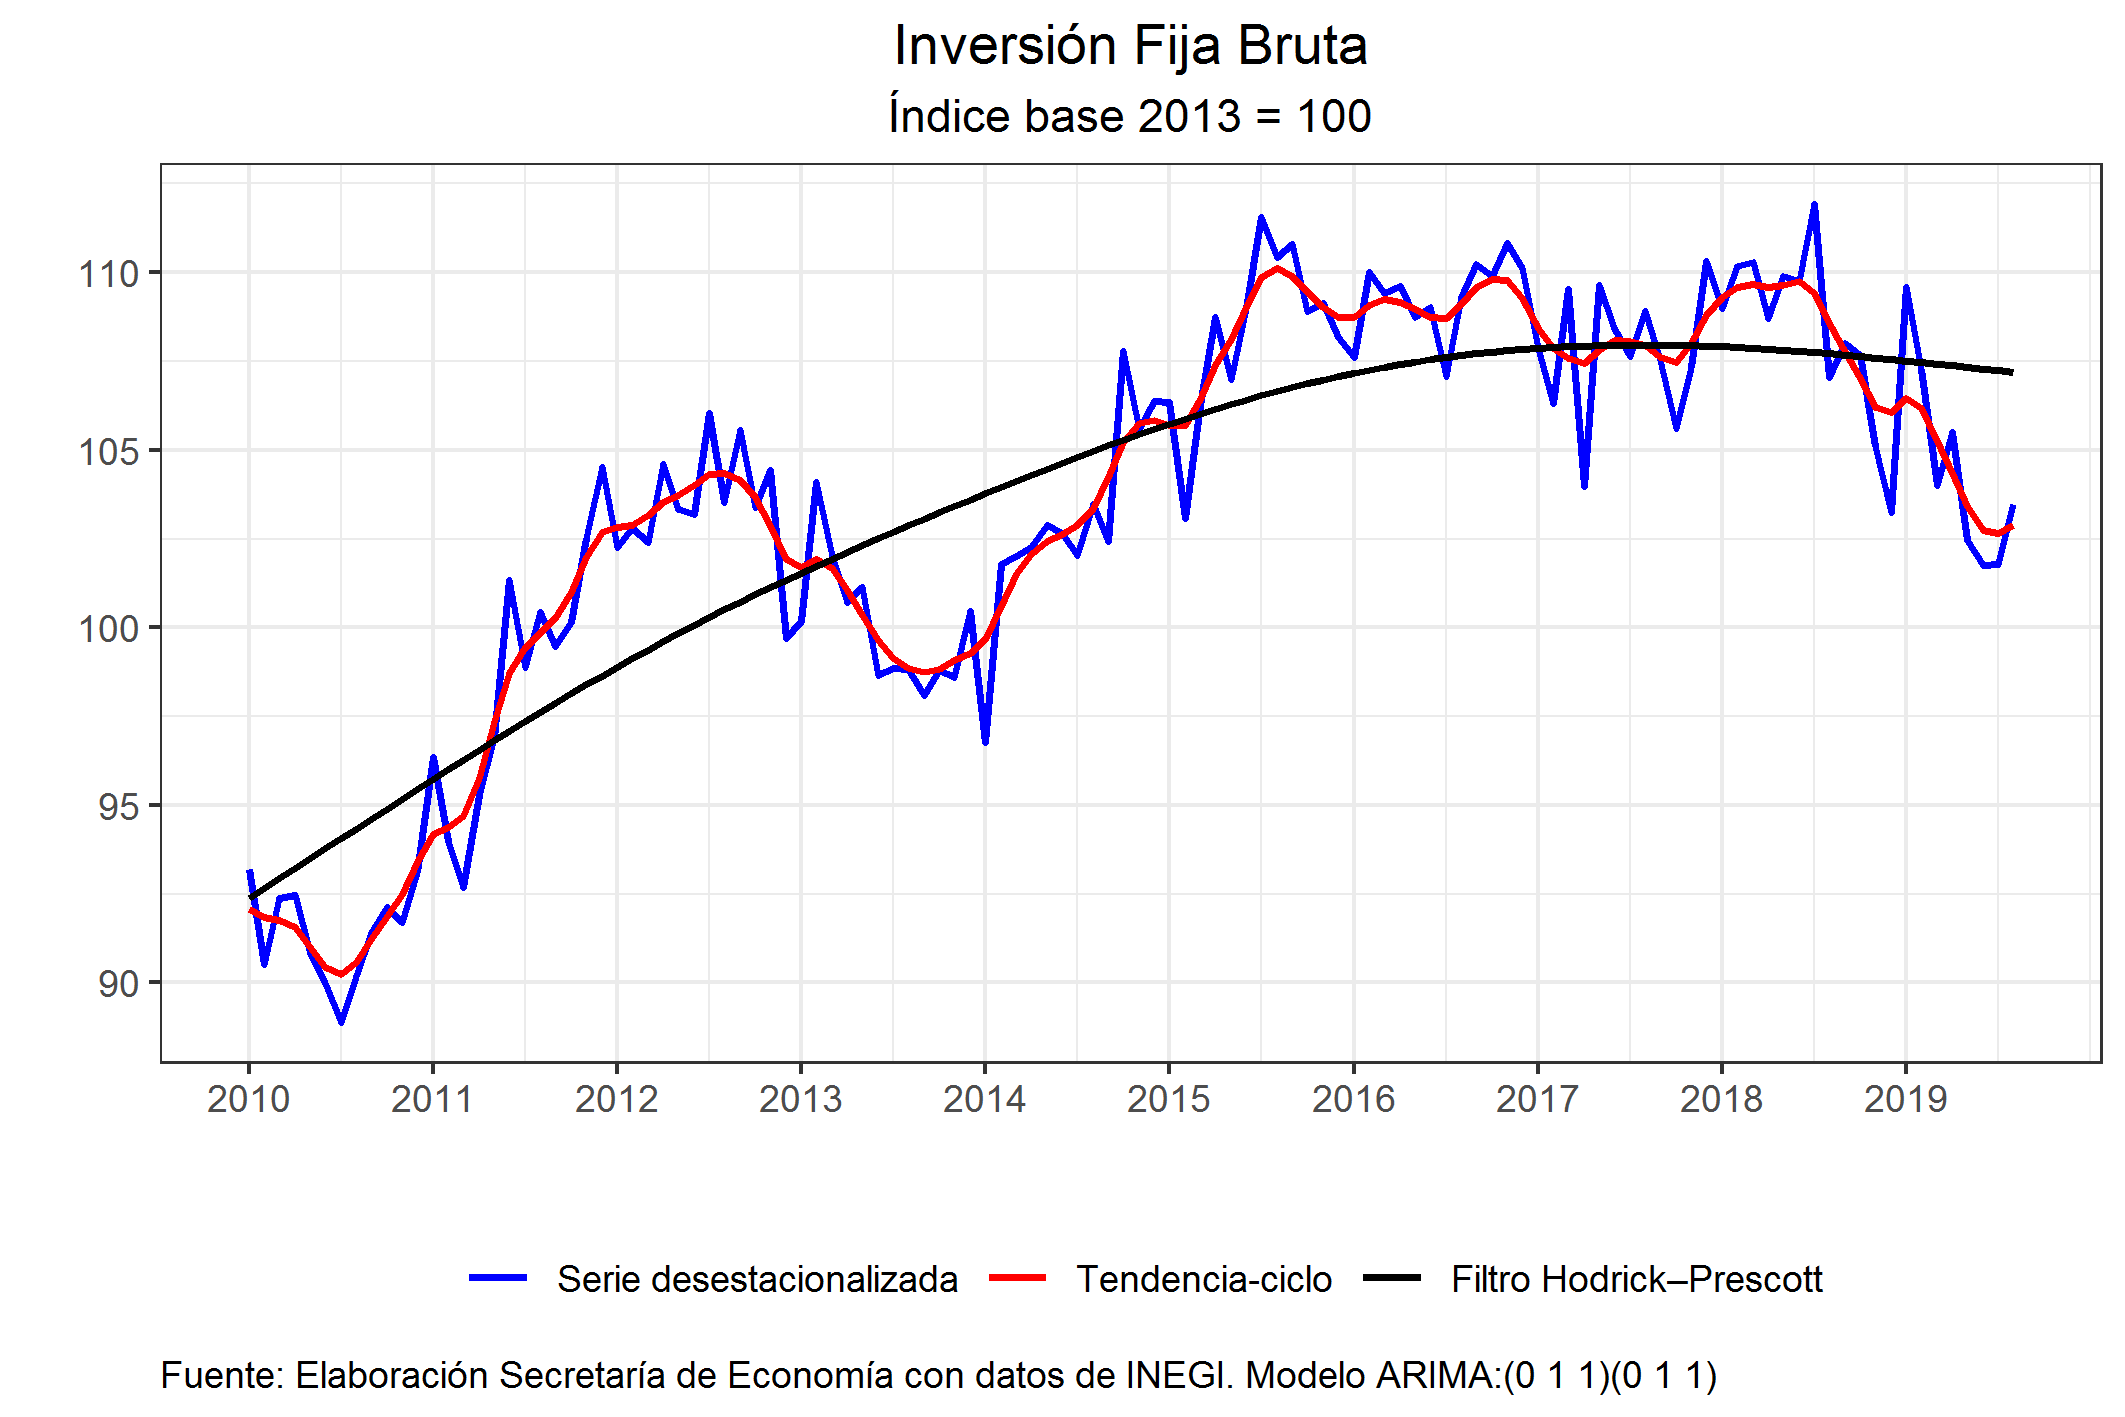 Inversión Fija Bruta
Índice base 2013 = 100
110
105
100
95
90
2010 2011 2012 2013 2014 2015 2016 2017 2018 2019
Serie desestacionalizada Tendencia-ciclo Filtro Hodrick–Prescott
Fuente: Elaboración Secretaría de Economía con datos de INEGI. Modelo ARIMA:(0 1 1)(0 1 1)